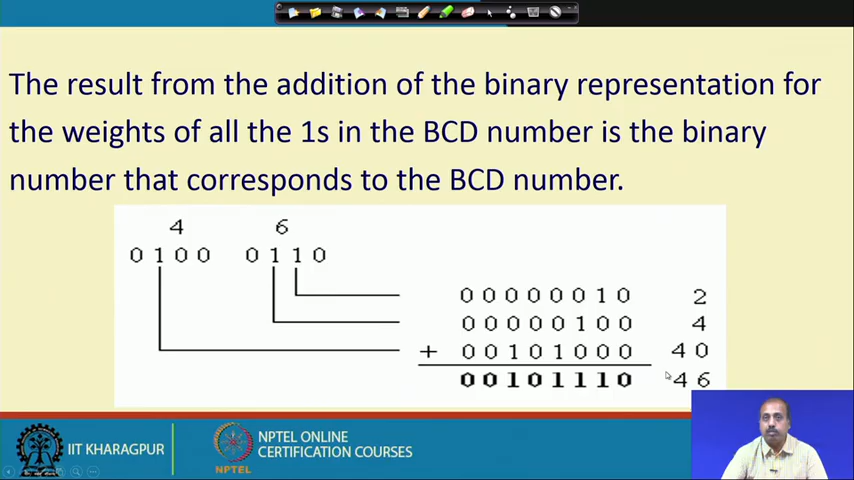 The result from the addition of the binary representation for
the weights of all the 1s in the BCD number is the binary
number that corresponds to the BCD number.
4 6
0100 0110
00000010 2
00000100 4
+ 00101000 40
00101110 46
IIT KHARAGPUR
NPTEL
NPTEL ONLINE
CERTIFICATION COURSES